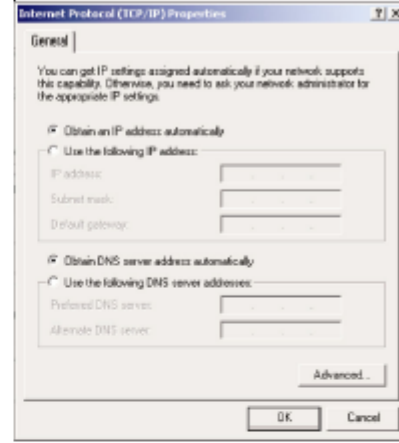 Internet Protocol (TCP/IP) Properties
General
You can get IP settings assigned automatically if your network supports
this capability. Otherwise, you need to ask your network administrator for
the appropriate IP settings.
Obtain an IP address automatically
Use the following IP address:
IP address:
Subnet mask:
Default gateway:
Obtain DNS server address automatically
Use the following DNS server addresses:
Preferred DNS server:
Alternate DNS server:
Advanced...
OK Cancel